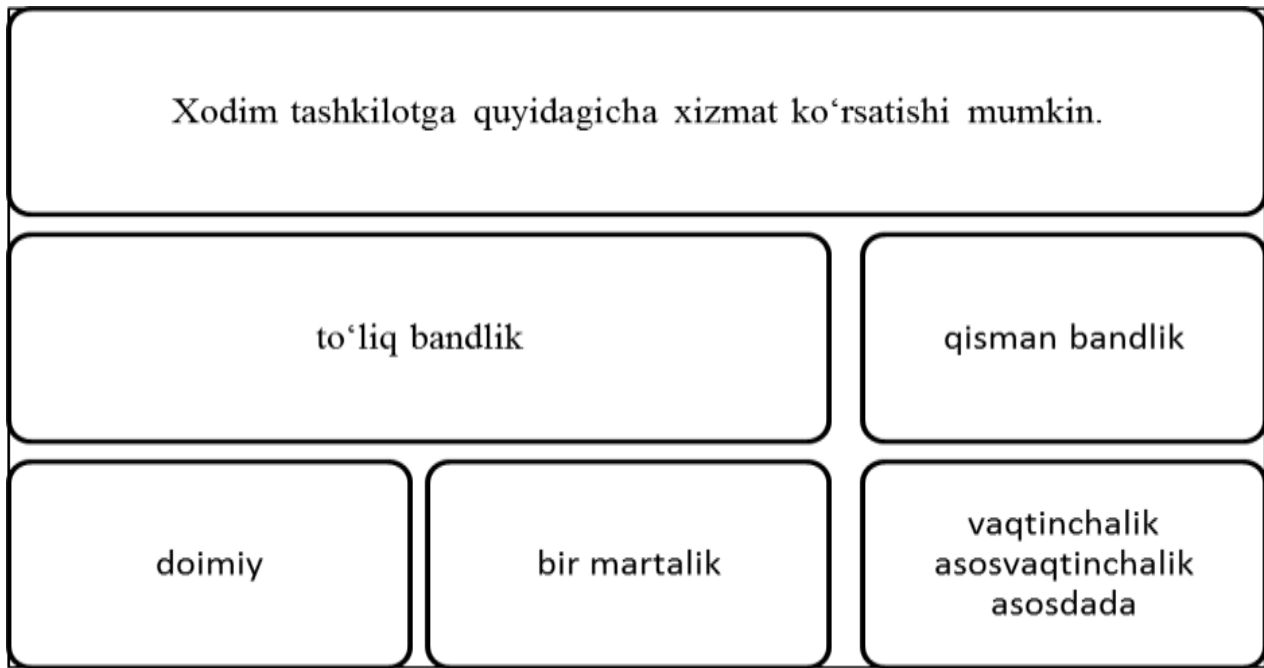 Xodim tashkilotga quyidagicha xizmat ko‘rsatishi mumkin.
to‘liq bandlik
qisman bandlik
doimiy
bir martalik
vaqtinchalik
asosvaqtinchalik
asosdada